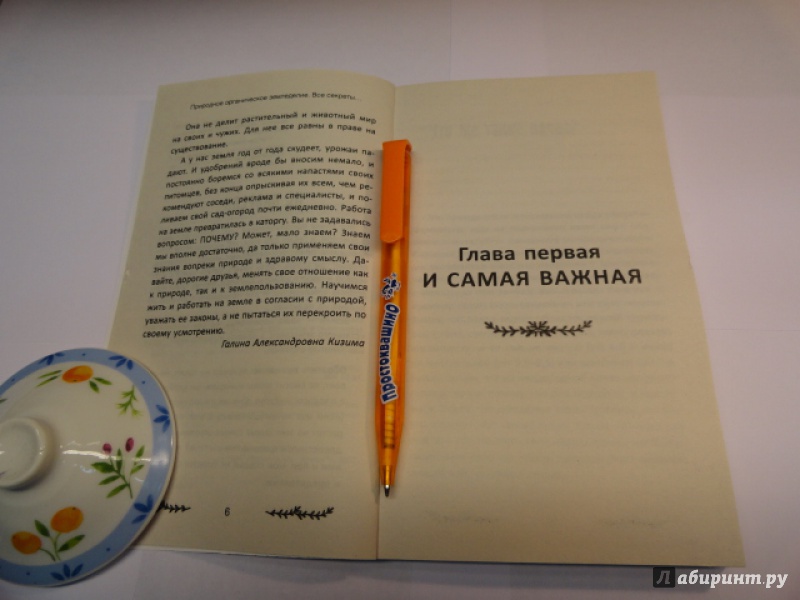 Природное органическое земледелие. Все секреты...
Она не делит растительный и животный мир
на своих и чужих. Для нее все равны в праве на
существование.
А у нас земля год от года скудеет, урожаи па-
дают. И удобрений вроде бы вносим немало, и
постоянно боремся со всякими напастями своих
питомцев, без конца опрыскивая их всем, чем ре-
комендуют соседи, реклама и специалисты, и по-
ливаем свой сад-огород почти ежедневно. Работа
на земле превратилась в каторгу. Вы не задавались
вопросом: ПОЧЕМУ? Может, мало знаем? Знаем
мы вполне достаточно, да только применяем свои
знания вопреки природе и здравому смыслу. Да-
вайте, дорогие друзья, менять свое отношение как
к природе, так и к землепользованию. Научимся
жить и работать на земле в согласии с природой,
уважать ее законы, а не пытаться их перекроить по
своему усмотрению.
Галина Александровна Кизима
6
Простоквашино
Глава первая
И САМАЯ ВАЖНАЯ
Лабиринт.ру